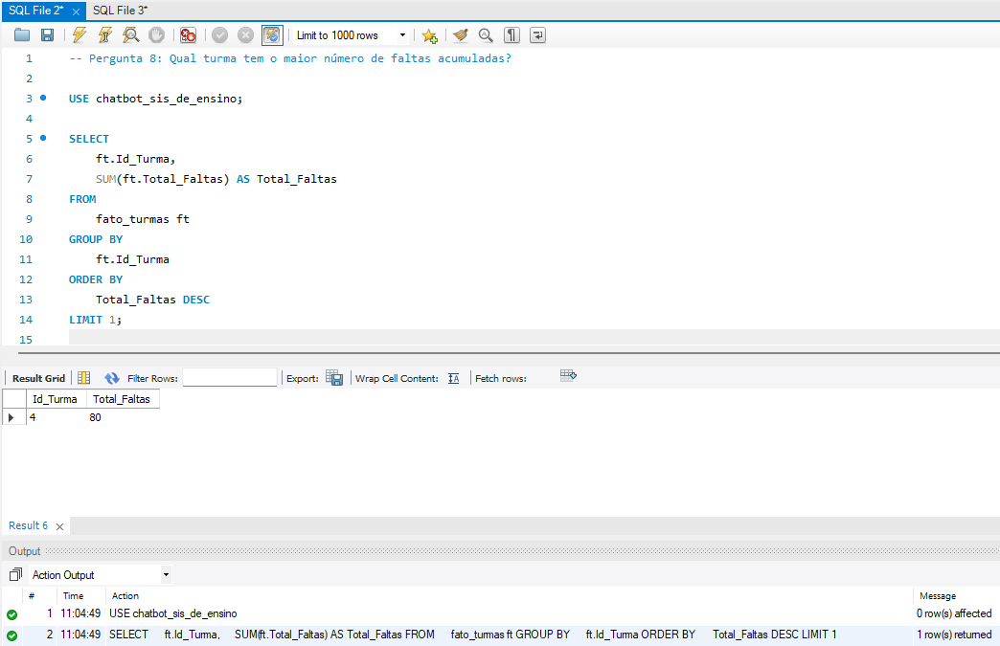 SQL File 2* SQL File 3*
Limit to 1000 rows
1 -- Pergunta 8: Qual turma tem o maior número de faltas acumuladas?
2
3 USE chatbot_sis_de_ensino;
4
5 SELECT
6 ft.Id_Turma,
7 SUM(ft.Total_Faltas) AS Total_Faltas
8 FROM
9 fato_turmas ft
10 GROUP BY
11 ft.Id_Turma
12 ORDER BY
13 Total_Faltas DESC
14 LIMIT 1;
15
Result Grid Filter Rows: Export: Wrap Cell Content: Fetch rows:
Id_Turma Total_Faltas
4 80
Result 6
Output
Action Output
# Time Action Message
1 11:04:49 USE chatbot_sis_de_ensino 0 row(s) affected
2 11:04:49 SELECT ft.Id_Turma, SUM(ft.Total_Faltas) AS Total_Faltas FROM fato_turmas ft GROUP BY ft.Id_Turma ORDER BY Total_Faltas DESC LIMIT 1 1 row(s) returned